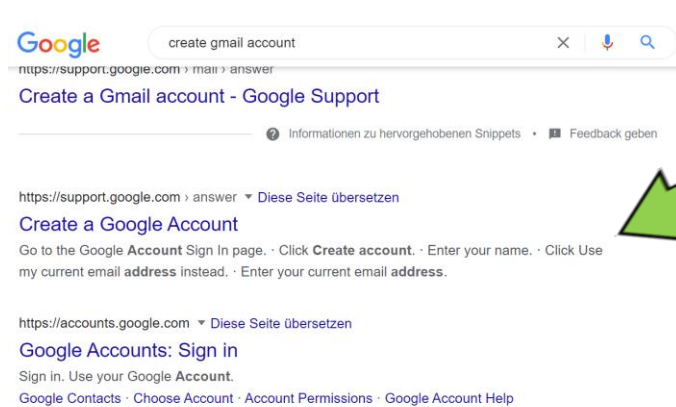 Google create gmail account
https://support.google.com › mail › answer
Create a Gmail account - Google Support
Informationen zu hervorgehobenen Snippets • Feedback geben
https://support.google.com › answer ▼ Diese Seite übersetzen
Create a Google Account
Go to the Google Account Sign In page. · Click Create account. · Enter your name. · Click Use
my current email address instead. · Enter your current email address.
https://accounts.google.com ▼ Diese Seite übersetzen
Google Accounts: Sign in
Sign in. Use your Google Account.
Google Contacts · Choose Account · Account Permissions · Google Account Help